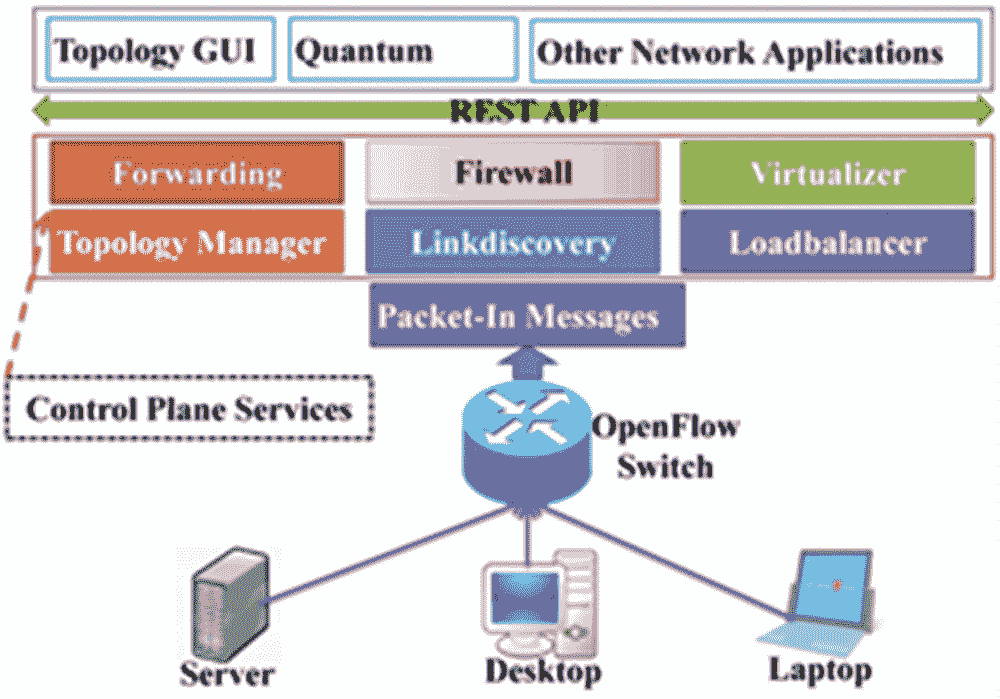 Topology GUI
Quantum
Other Network Applications
REST API
Forwarding
Firewall
Virtualizer
Topology Manager
Linkdiscovery
Loadbalancer
Packet-In Messages
Control Plane Services
OpenFlow
Switch
Server
Desktop
Laptop